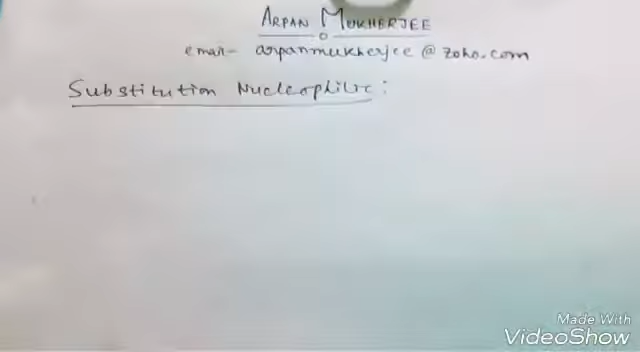 ARPAN MUKHERJEE
email- arpanmukherjee@zoho.com
Substitution Nucleophilic:
Made With
VideoShow